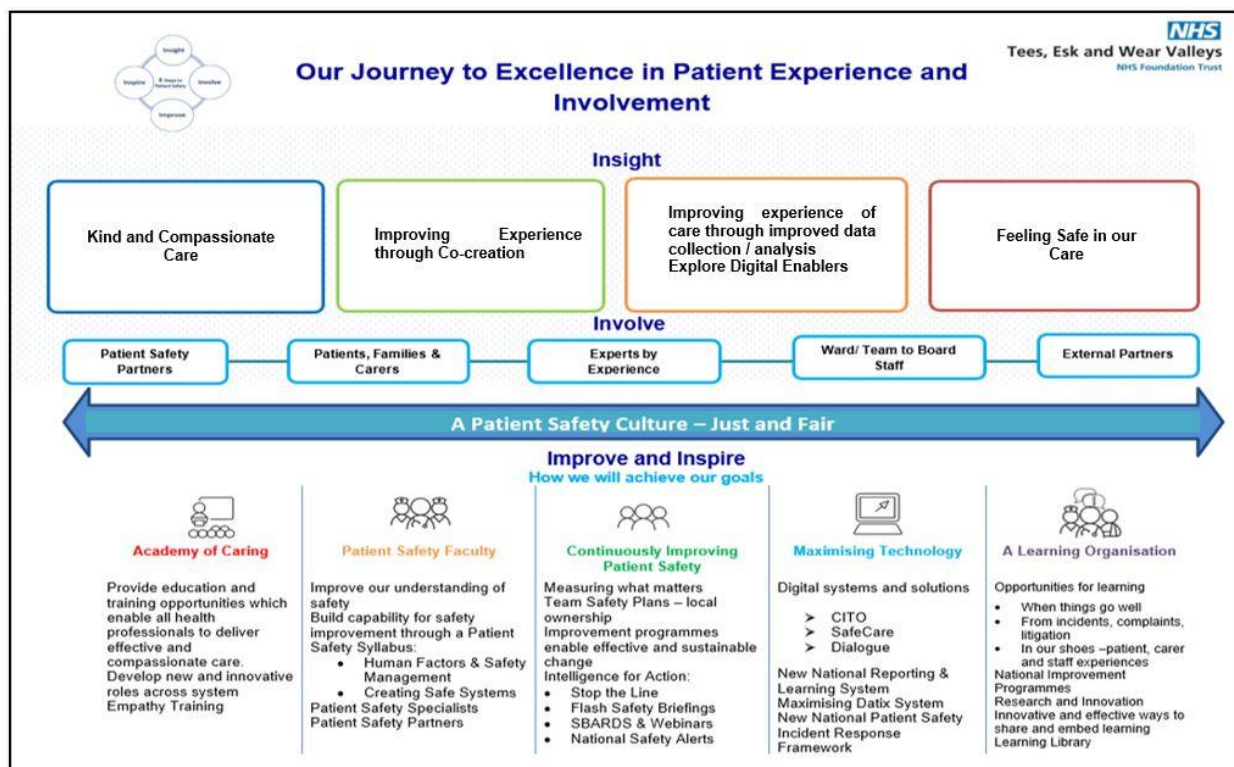 Insight
Inspire
4 Steps to
Patient Safety
Involve
Improve
Our Journey to Excellence in Patient Experience and
Involvement
NHS
Tees, Esk and Wear Valleys
NHS Foundation Trust
Insight
Kind and Compassionate
Care
Improving Experience
through Co-creation
Improving experience of
care through improved data
collection / analysis
Explore Digital Enablers
Feeling Safe in our
Care
Involve
Patient Safety
Partners
Patients, Families &
Carers
Experts by
Experience
Ward/ Team to Board
Staff
External Partners
A Patient Safety Culture – Just and Fair
Improve and Inspire
How we will achieve our goals
Academy of Caring
Provide education and
training opportunities which
enable all health
professionals to deliver
effective and
compassionate care.
Develop new and innovative
roles across system
Empathy Training
Patient Safety Faculty
Improve our understanding of
safety
Build capability for safety
improvement through a Patient
Safety Syllabus:
• Human Factors & Safety
Management
• Creating Safe Systems
Patient Safety Specialists
Patient Safety Partners
Continuously Improving
Patient Safety
Measuring what matters
Team Safety Plans – local
ownership
Improvement programmes
enable effective and sustainable
change
Intelligence for Action:
• Stop the Line
• Flash Safety Briefings
• SBARDS & Webinars
• National Safety Alerts
Maximising Technology
Digital systems and solutions
➤ CITO
➤ SafeCare
➤ Dialogue
New National Reporting &
Learning System
Maximising Datix System
New National Patient Safety
Incident Response
Framework
A Learning Organisation
Opportunities for learning
• When things go well
• From incidents, complaints,
litigation
• In our shoes –patient, carer
and staff experiences
National Improvement
Programmes
Research and Innovation
Innovative and effective ways to
share and embed learning
Learning Library